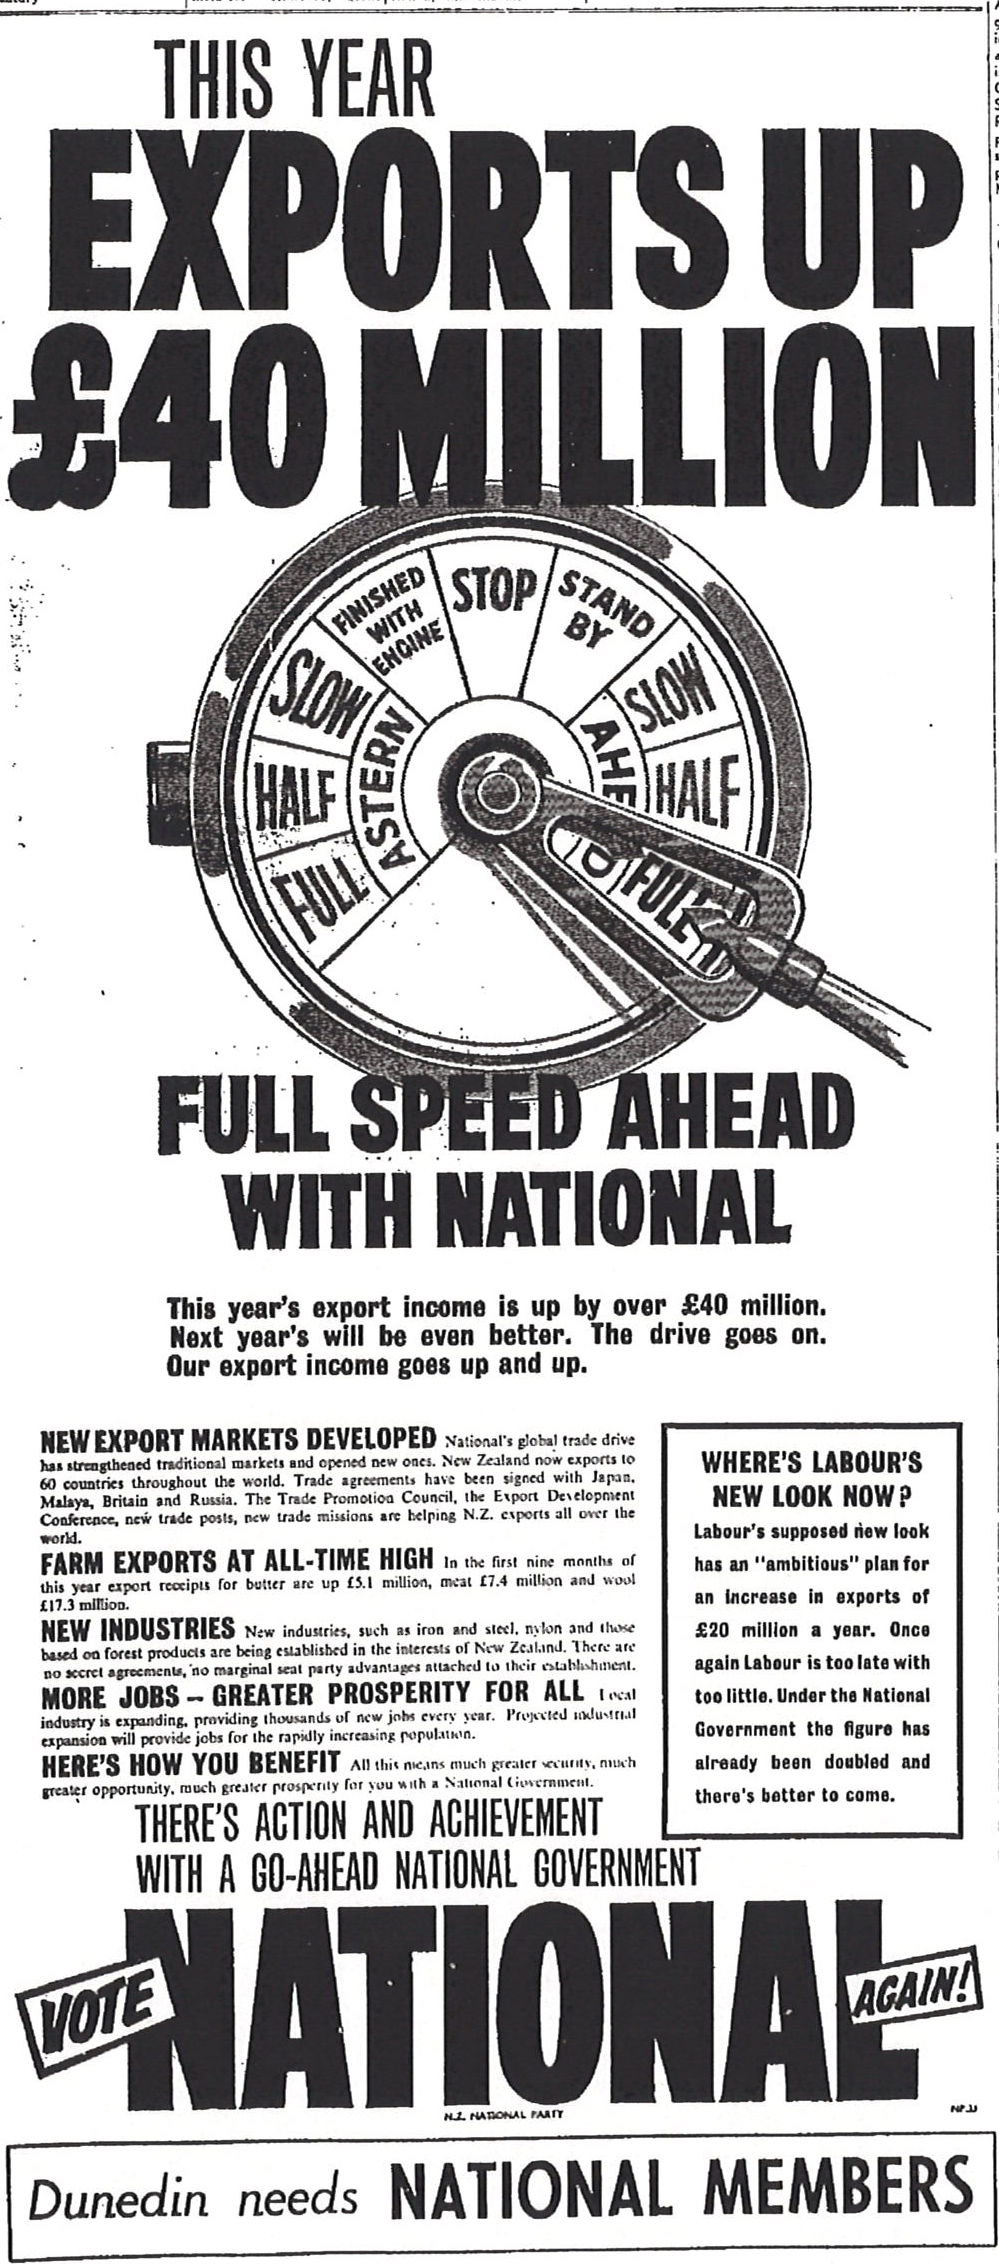 THIS YEAR
EXPORTS UP
£40 MILLION
FINISHED
WITH
ENGINE
STOP
STAND
BY
SLOW
SLOW
HALF
ASTERN
HALF
FULL
FULL
FULL SPEED AHEAD
WITH NATIONAL
This year's export income is up by over £40 million.
Next year's will be even better. The drive goes on.
Our export income goes up and up.
NEW EXPORT MARKETS DEVELOPED National's global trade drive
has strengthened traditional markets and opened new ones. New Zealand now exports to
60 countries throughout the world. Trade agreements have been signed with Japan,
Malaya, Britain and Russia. The Trade Promotion Council, the Export Development
Conference, new trade posts, new trade missions are helping N.Z. exports all over the
world.
FARM EXPORTS AT ALL-TIME HIGH In the first nine months of
this year export receipts for butter are up £5.1 million, meat £7.4 million and wool
£17.3 million.
NEW INDUSTRIES New industries, such as iron and steel, nylon and those
based on forest products are being established in the interests of New Zealand. There are
no secret agreements, no marginal seat party advantages attached to their establishment.
MORE JOBS – GREATER PROSPERITY FOR ALL Local
industry is expanding, providing thousands of new jobs every year. Projected industrial
expansion will provide jobs for the rapidly increasing population.
HERE'S HOW YOU BENEFIT All this means much greater security, much
greater opportunity, much greater prosperity for you with a National Government.
WHERE'S LABOUR'S
NEW LOOK NOW?
Labour's supposed new look
has an "ambitious" plan for
an increase in exports of
£20 million a year. Once
again Labour is too late with
too little. Under the National
Government the figure has
already been doubled and
there's better to come.
THERE'S ACTION AND ACHIEVEMENT
WITH A GO-AHEAD NATIONAL GOVERNMENT
VOTE
NATIONAL
AGAIN!
N.Z. NATIONAL PARTY
Dunedin needs NATIONAL MEMBERS